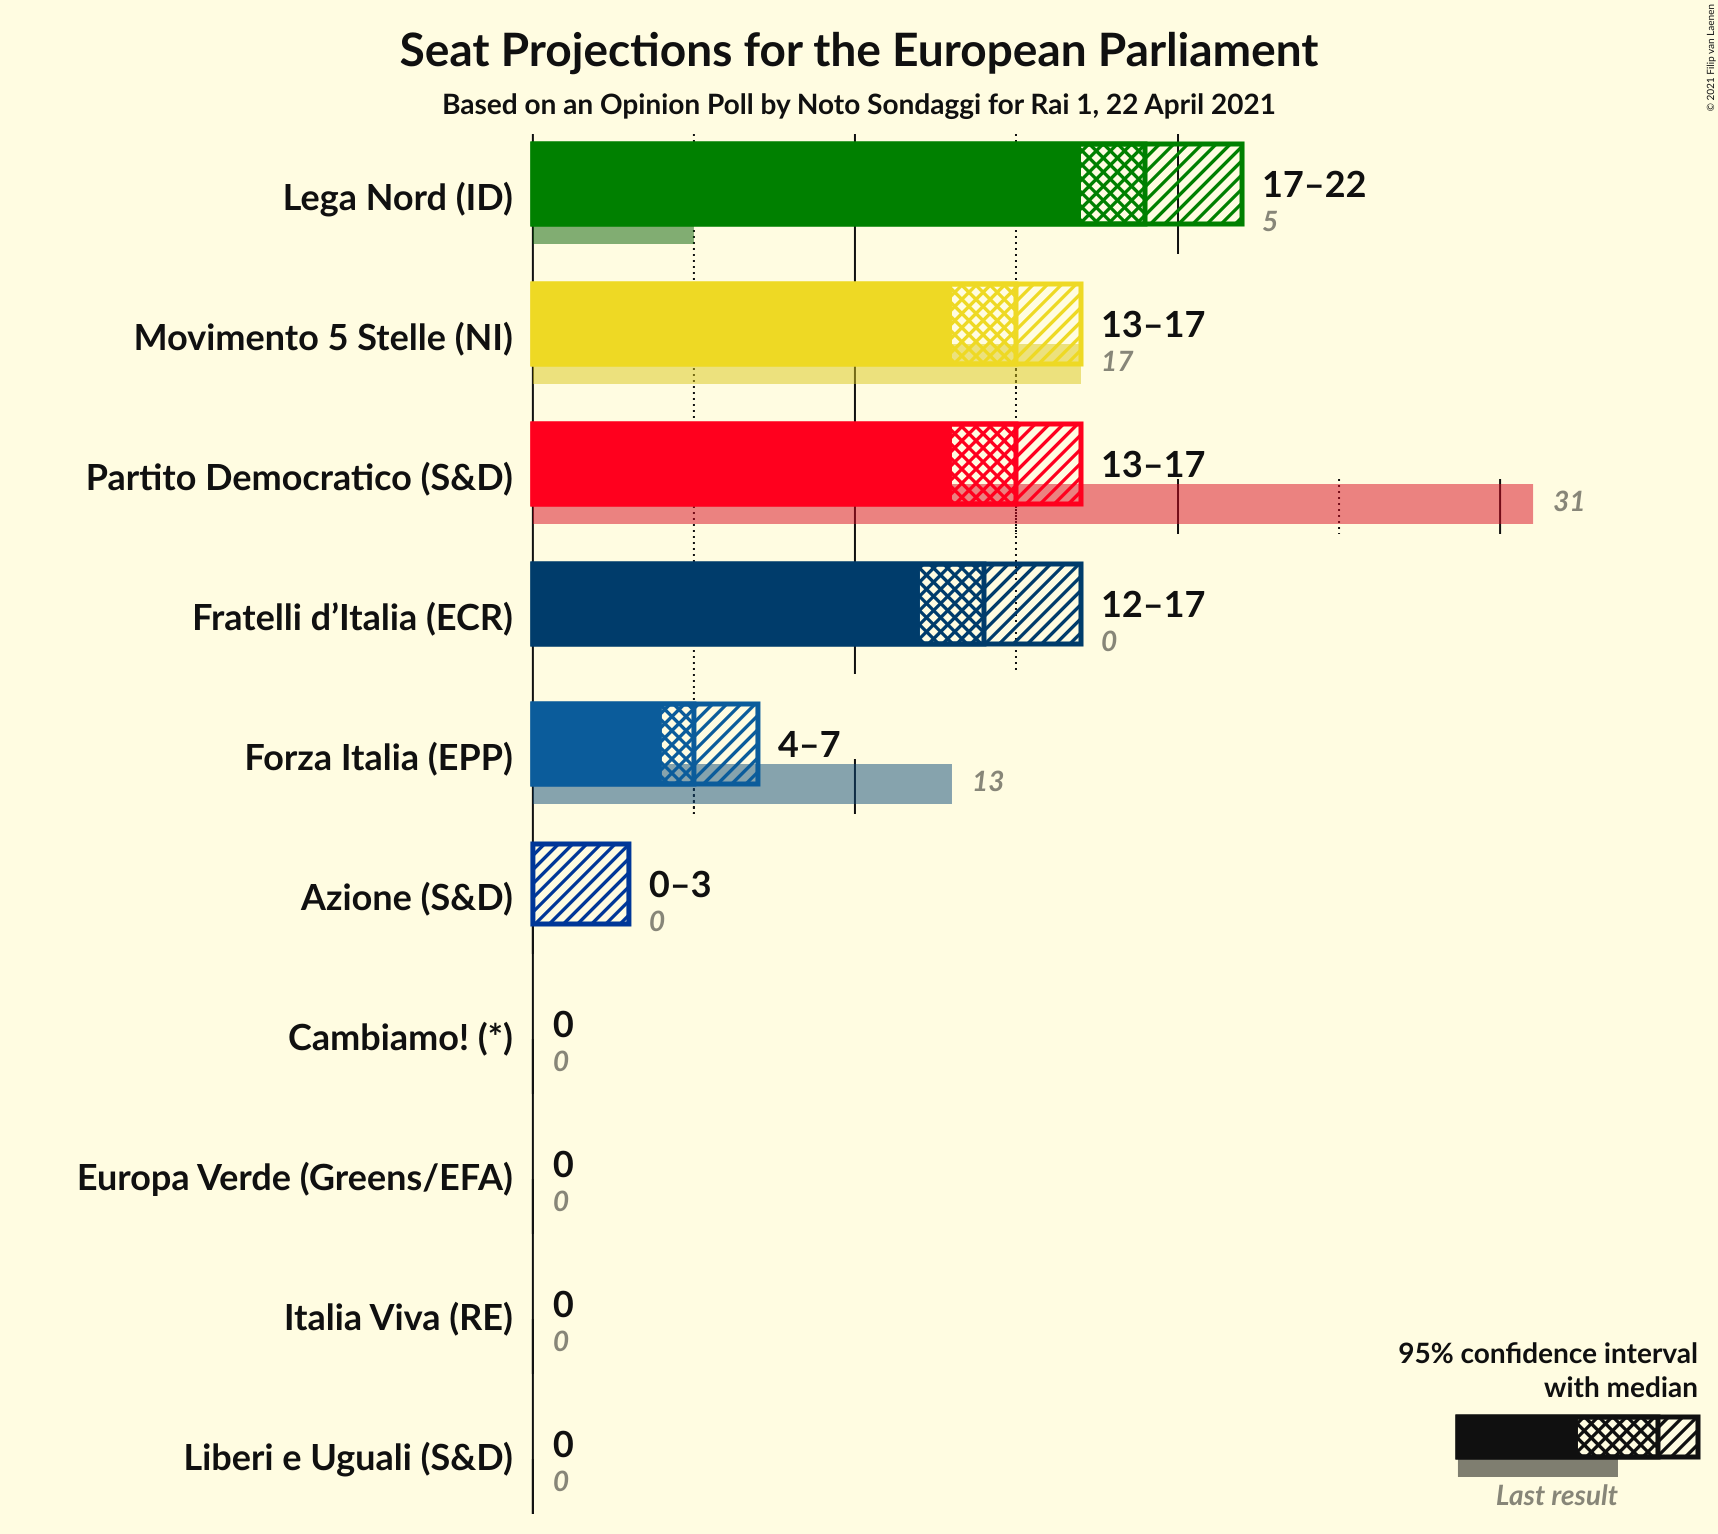 Seat Projections for the European Parliament
Based on an Opinion Poll by Noto Sondaggi for Rai 1, 22 April 2021
© 2021 Filip van Laenen
Lega Nord (ID)
17–22
5
Movimento 5 Stelle (NI)
13–17
17
Partito Democratico (S&D)
13–17
31
Fratelli d’Italia (ECR)
12–17
0
Forza Italia (EPP)
4–7
13
Azione (S&D)
0–3
0
Cambiamo! (*)
0
0
Europa Verde (Greens/EFA)
0
0
Italia Viva (RE)
0
0
Liberi e Uguali (S&D)
0
0
95% confidence interval
with median
Last result